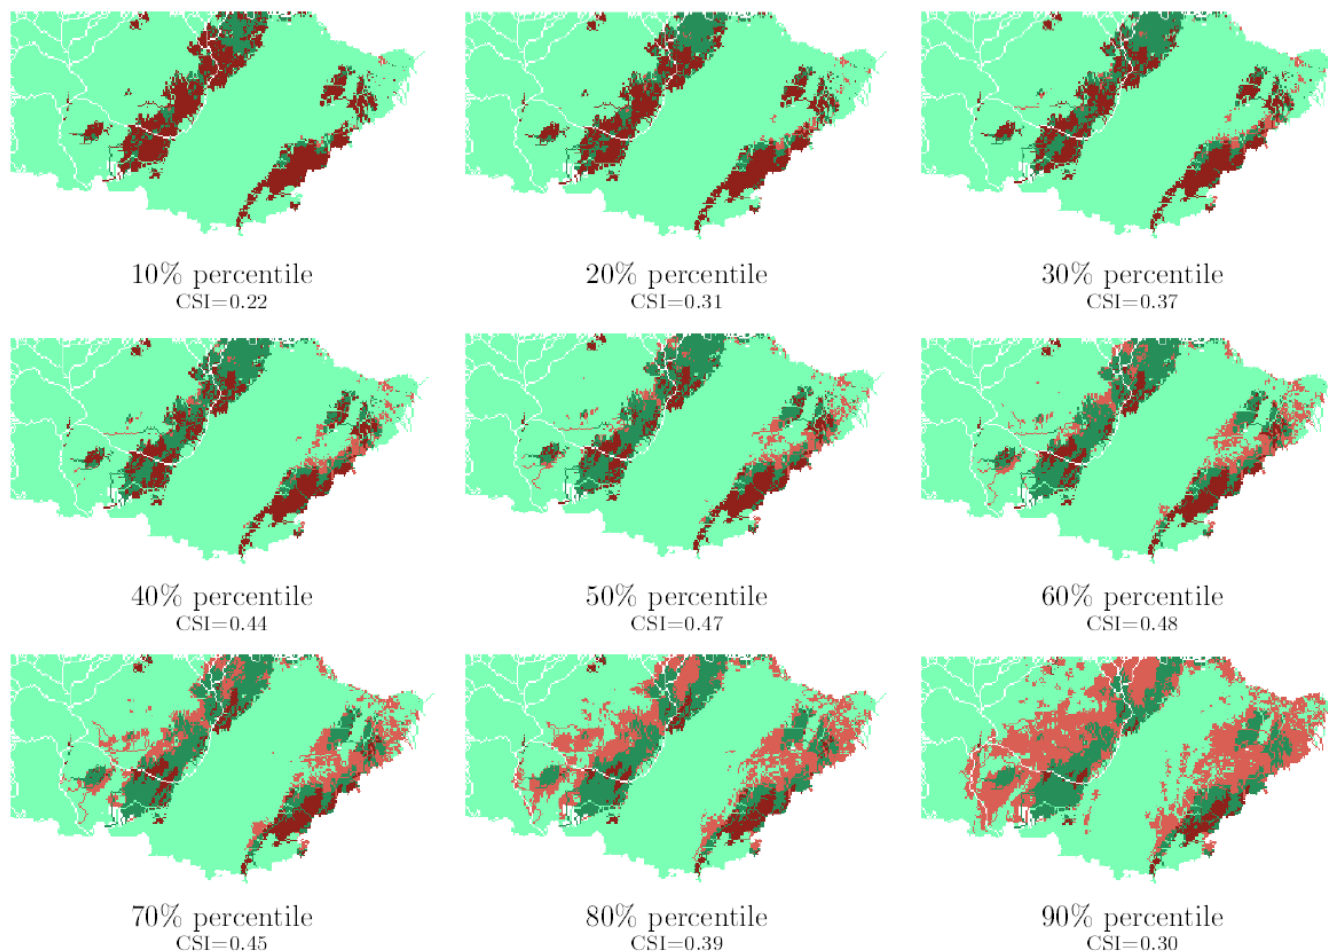 10% percentile
CSI=0.22
20% percentile
CSI=0.31
30% percentile
CSI=0.37
40% percentile
CSI=0.44
50% percentile
CSI=0.47
60% percentile
CSI=0.48
70% percentile
CSI=0.45
80% percentile
CSI=0.39
90% percentile
CSI=0.30